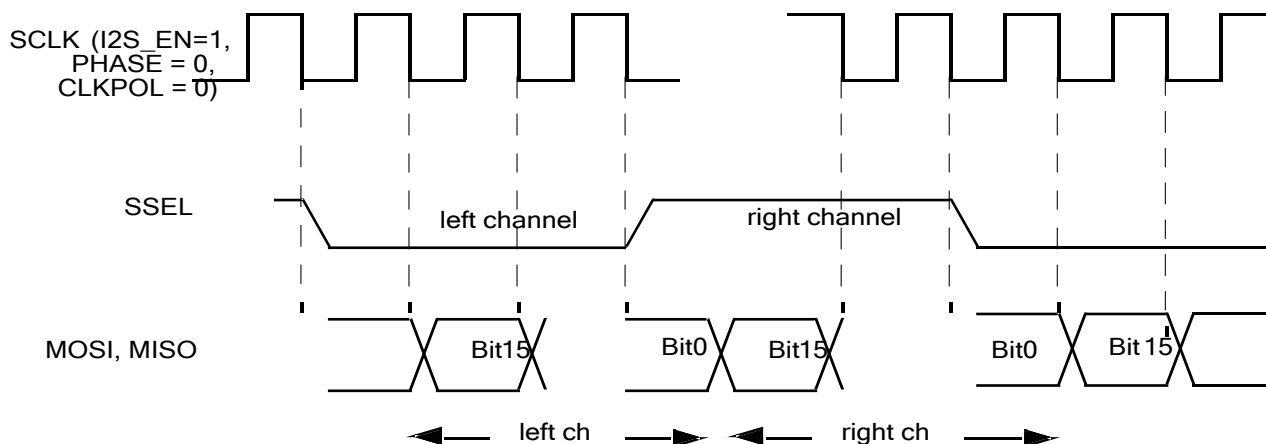 SCLK (I2S_EN=1,
PHASE = 0,
CLKPOL = 0)
SSEL
left channel
right channel
MOSI, MISO
Bit15
Bit0
Bit15
Bit0
Bit 15
left ch
right ch